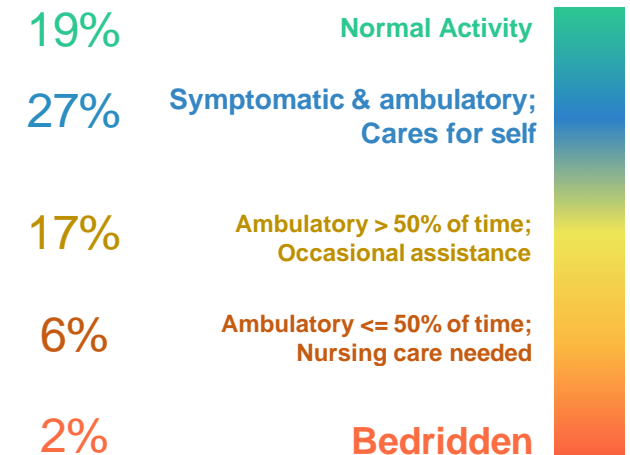 19% Normal Activity
27% Symptomatic & ambulatory;
Cares for self
17% Ambulatory > 50% of time;
Occasional assistance
6% Ambulatory <= 50% of time;
Nursing care needed
2% Bedridden